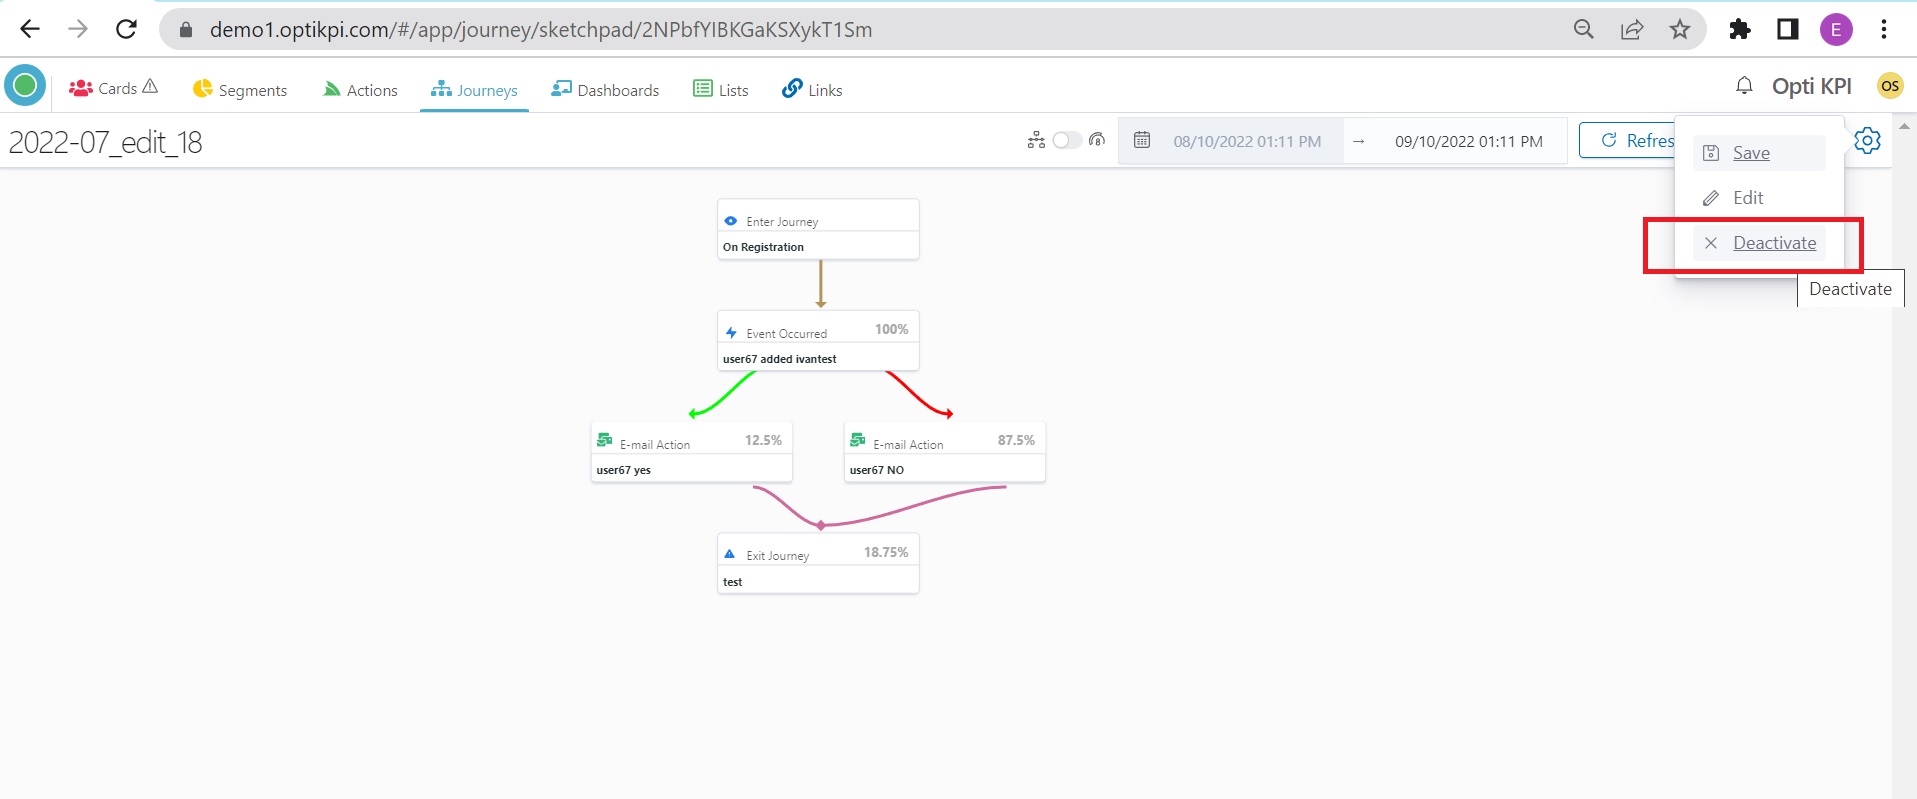 demo1.optikpi.com/#/app/journey/sketchpad/2NPbfYIBKGaKSXykT1Sm
E
Cards Segments Actions Journeys Dashboards Lists Links Opti KPI OS
2022-07_edit_18 08/10/2022 01:11 PM → 09/10/2022 01:11 PM Refres
Save
Edit
Deactivate
Deactivate
Enter Journey
On Registration
Event Occurred 100%
user67 added ivantest
E-mail Action 12.5%
user67 yes
E-mail Action 87.5%
user67 NO
Exit Journey 18.75%
test